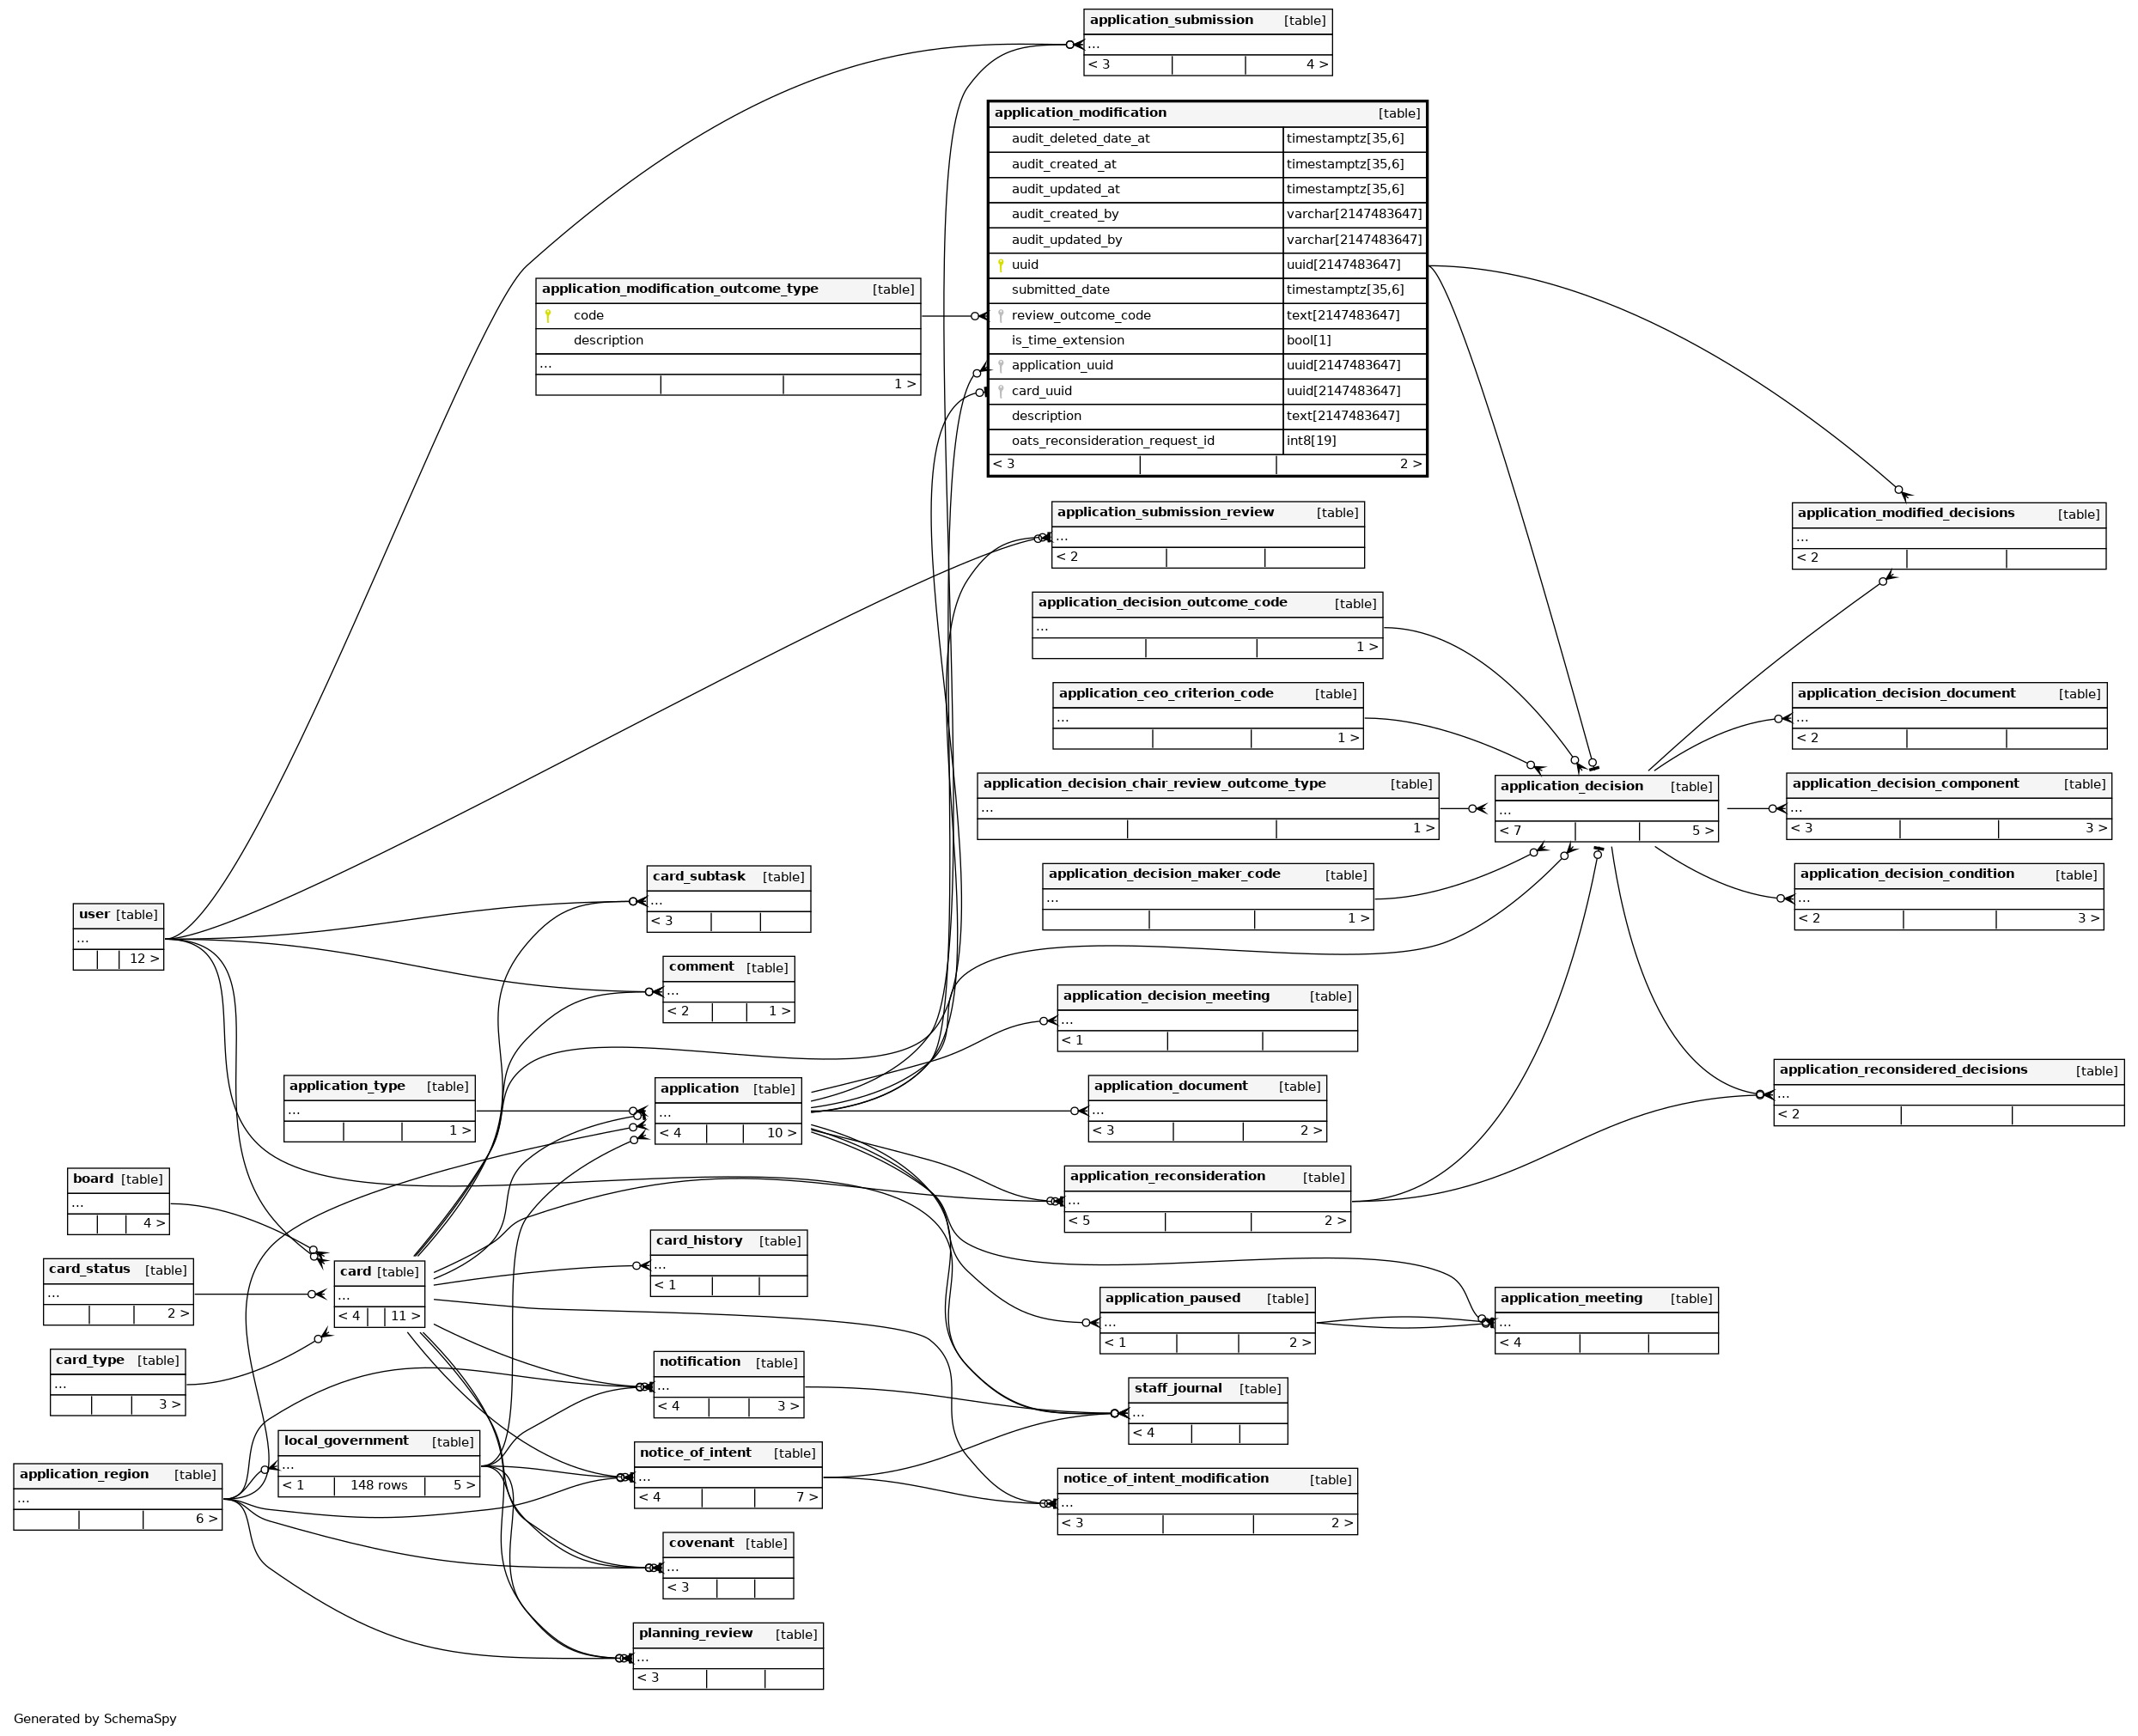 application_submission [table]
...
< 3 4 >
application_modification [table]
audit_deleted_date_at timestamptz[35,6]
audit_created_at timestamptz[35,6]
audit_updated_at timestamptz[35,6]
audit_created_by varchar[2147483647]
audit_updated_by varchar[2147483647]
uuid uuid[2147483647]
submitted_date timestamptz[35,6]
review_outcome_code text[2147483647]
is_time_extension bool[1]
application_uuid uuid[2147483647]
card_uuid uuid[2147483647]
description text[2147483647]
oats_reconsideration_request_id int8[19]
< 3 2 >
application_modification_outcome_type [table]
code
description
...
1 >
application_submission_review [table]
...
< 2
application_modified_decisions [table]
...
< 2
application_decision_outcome_code [table]
...
1 >
application_ceo_criterion_code [table]
...
1 >
application_decision_document [table]
...
< 2
application_decision_chair_review_outcome_type [table]
...
1 >
application_decision [table]
...
< 7 5 >
application_decision_component [table]
...
< 3 3 >
application_decision_maker_code [table]
...
1 >
application_decision_condition [table]
...
< 2 3 >
user [table]
...
12 >
card_subtask [table]
...
< 3
comment [table]
...
< 2 1 >
application_decision_meeting [table]
...
< 1
application_type [table]
...
1 >
application [table]
...
< 4 10 >
application_document [table]
...
< 3 2 >
application_reconsidered_decisions [table]
...
< 2
board [table]
...
4 >
application_reconsideration [table]
...
< 5 2 >
card_status [table]
...
2 >
card [table]
...
< 4 11 >
card_history [table]
...
< 1
application_paused [table]
...
< 1 2 >
application_meeting [table]
...
< 4
card_type [table]
...
3 >
notification [table]
...
< 4 3 >
staff_journal [table]
...
< 4
local_government [table]
...
< 1 148 rows 5 >
application_region [table]
...
6 >
notice_of_intent [table]
...
< 4 7 >
notice_of_intent_modification [table]
...
< 3 2 >
covenant [table]
...
< 3
planning_review [table]
...
< 3
Generated by SchemaSpy